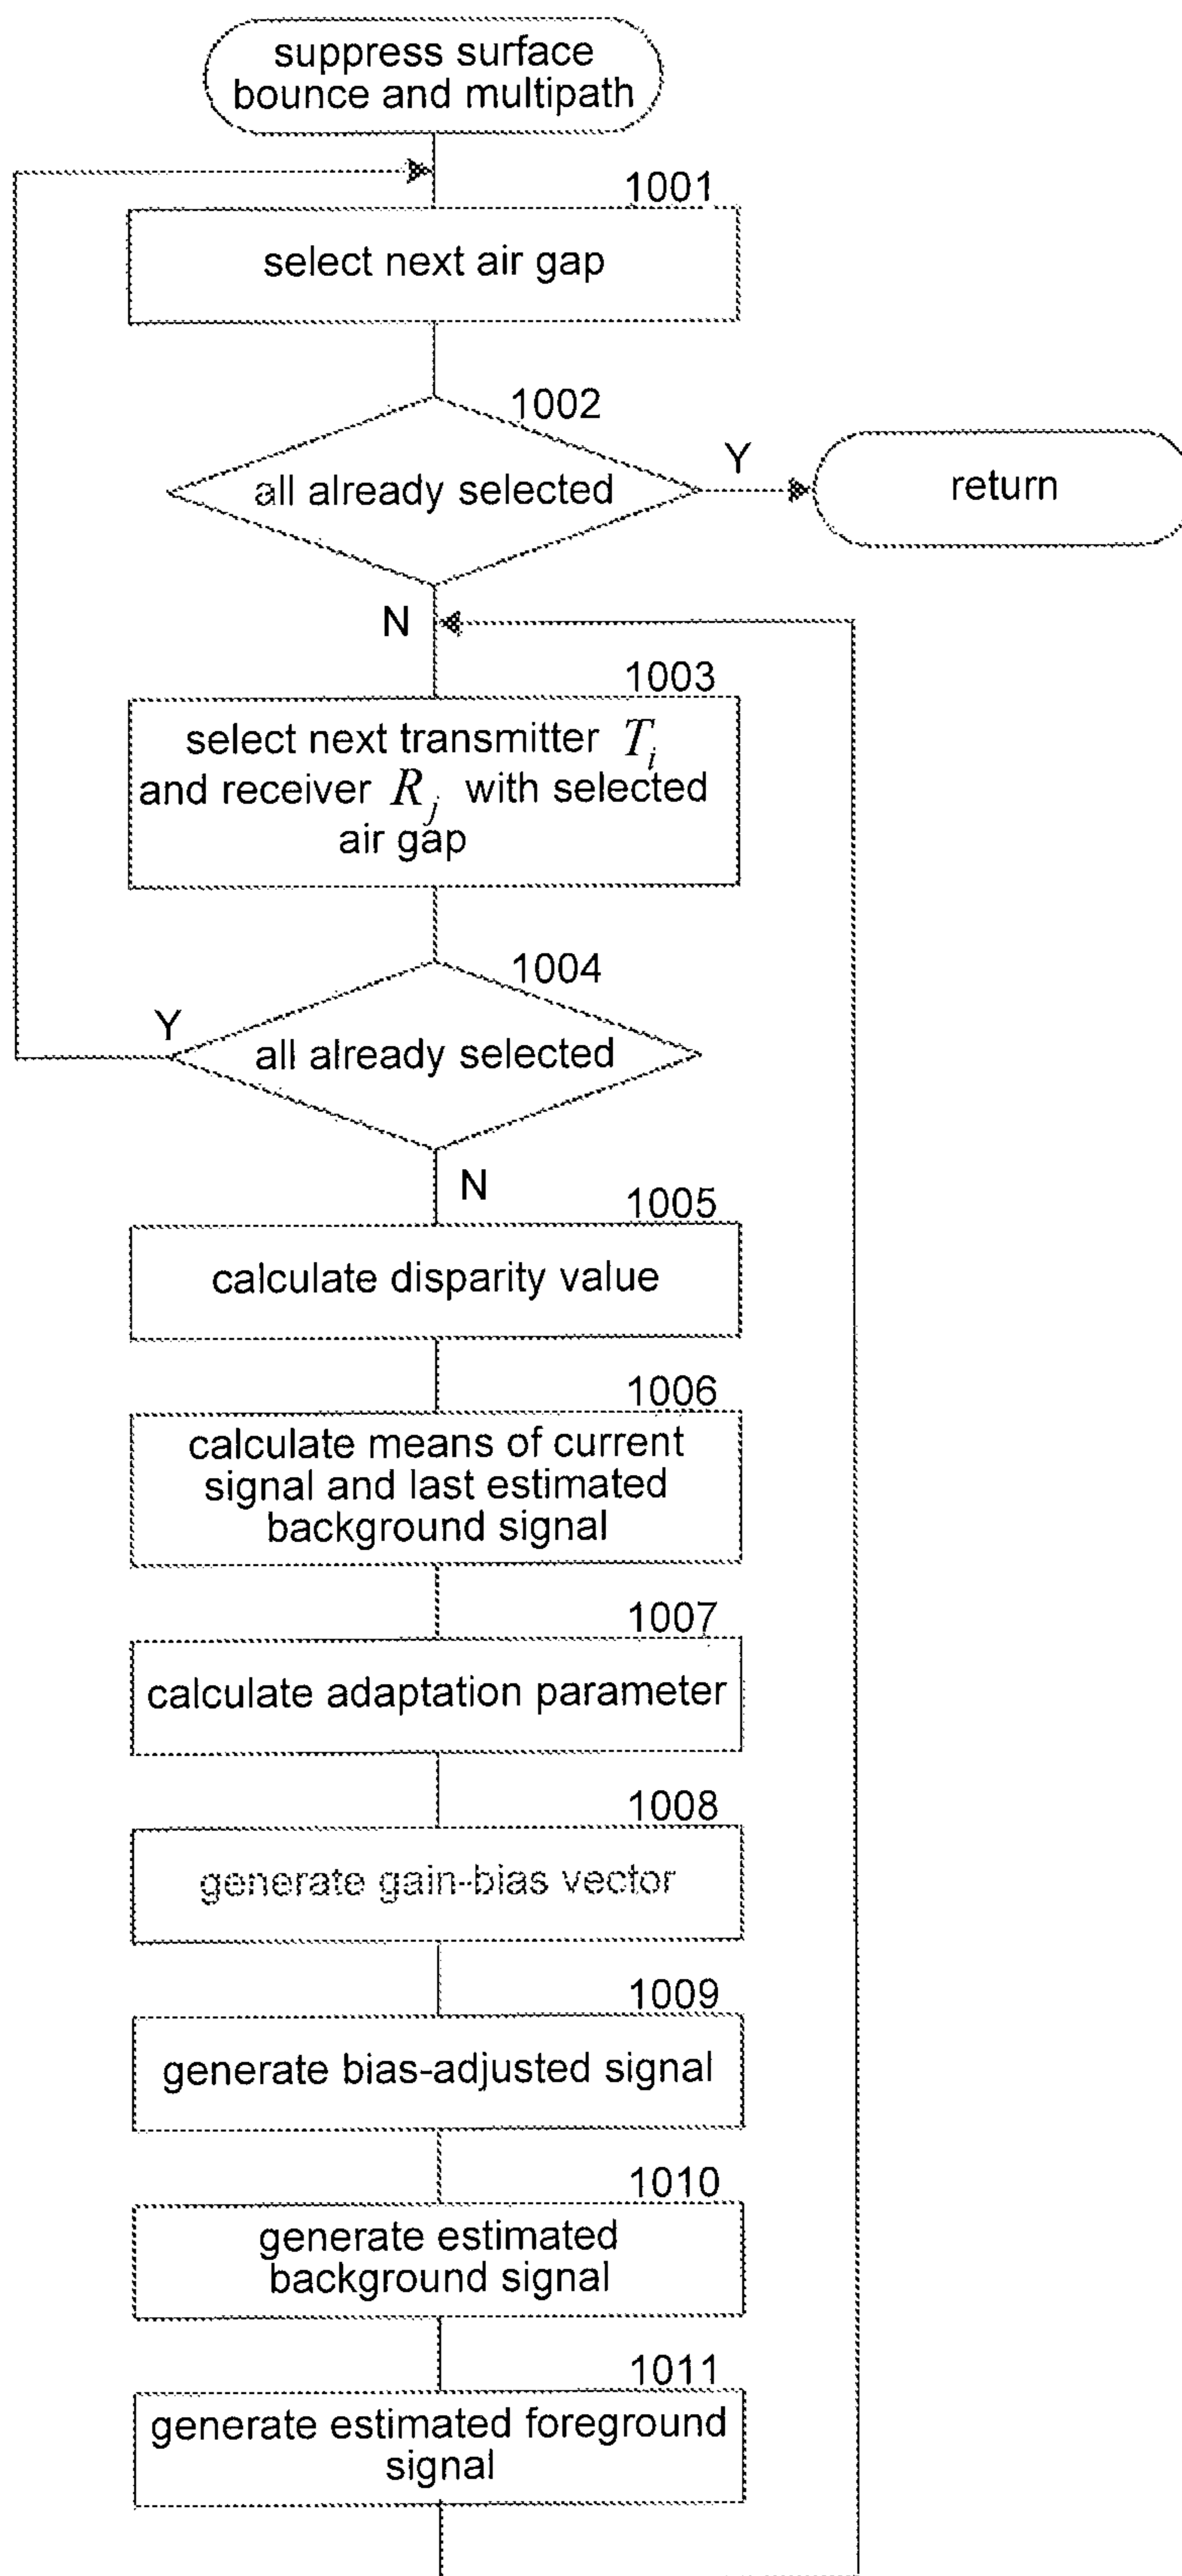 suppress surface
bounce and multipath
1001
select next air gap
1002
all already selected
Y
return
N
1003
select next transmitter T_i
and receiver R_j with selected
air gap
1004
Y
all already selected
N
1005
calculate disparity value
1006
calculate means of current
signal and last estimated
background signal
1007
calculate adaptation parameter
1008
generate gain-bias vector
1009
generate bias-adjusted signal
1010
generate estimated
background signal
1011
generate estimated foreground
signal